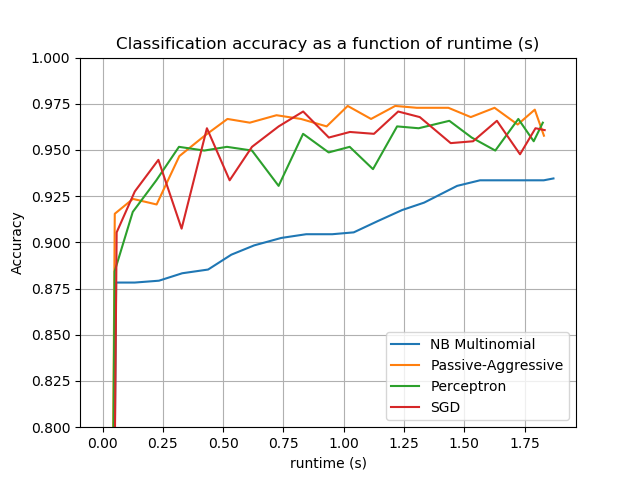 Classification accuracy as a function of runtime (s)
1.000
0.975
0.950
0.925
0.900
0.875
0.850
0.825
0.800
Accuracy
NB Multinomial
Passive-Aggressive
Perceptron
SGD
0.00 0.25 0.50 0.75 1.00 1.25 1.50 1.75
runtime (s)